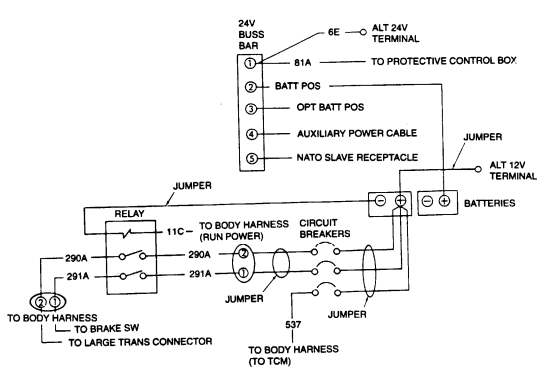 24V
BUSS
BAR
6E
ALT 24V
TERMINAL
1
81A
TO PROTECTIVE CONTROL BOX
2
BATT POS
3
OPT BATT POS
4
AUXILIARY POWER CABLE
JUMPER
5
NATO SLAVE RECEPTACLE
ALT 12V
TERMINAL
JUMPER
- + - +
BATTERIES
RELAY
11C
TO BODY HARNESS
(RUN POWER)
CIRCUIT
BREAKERS
290A
290A
2
291A
291A
1
JUMPER
JUMPER
2 1
TO BODY HARNESS
TO BRAKE SW
TO LARGE TRANS CONNECTOR
537
TO BODY HARNESS
(TO TCM)